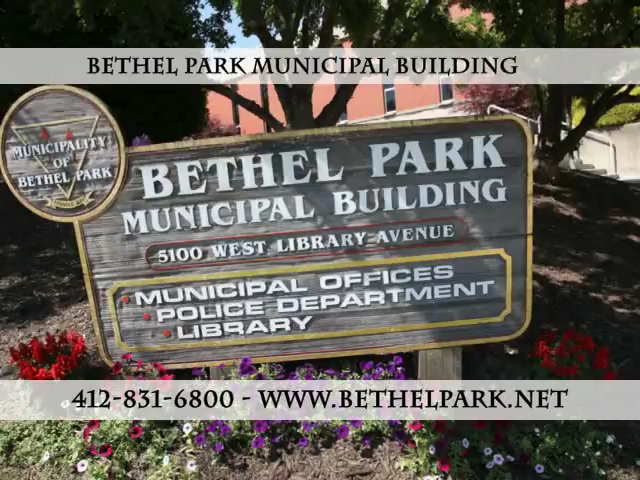 BETHEL PARK MUNICIPAL BUILDING
MUNICIPALITY
OF
BETHEL PARK
BETHEL PARK
MUNICIPAL BUILDING
5100 WEST LIBRARY AVENUE
• MUNICIPAL OFFICES
• POLICE DEPARTMENT
• LIBRARY
412-831-6800 - WWW.BETHELPARK.NET